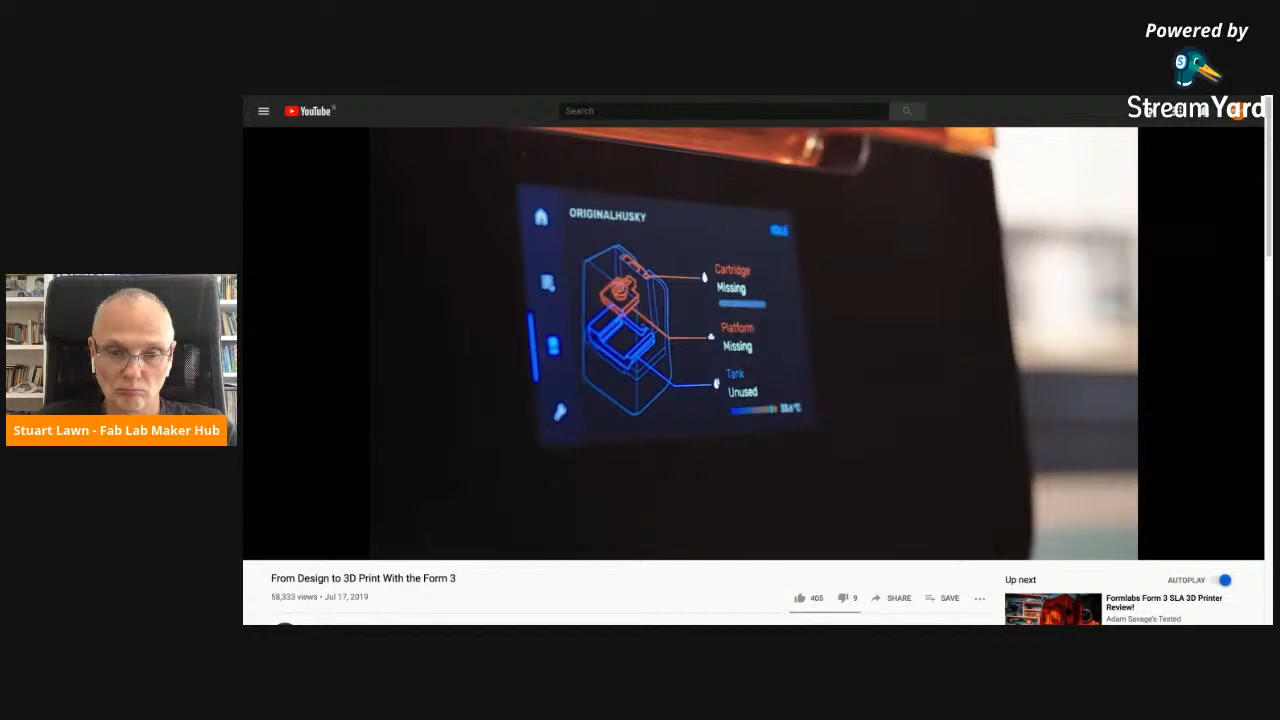 Powered by
StreamYard
YouTube
Search
ORIGINALHUSKY
IDLE
Cartridge
Missing
Platform
Missing
Tank
Unused
Stuart Lawn - Fab Lab Maker Hub
From Design to 3D Print With the Form 3
58,333 views • Jul 17, 2019
405
9
SHARE
SAVE
Up next
AUTOPLAY
Formlabs Form 3 SLA 3D Printer
Review!
Adam Savage's Tested